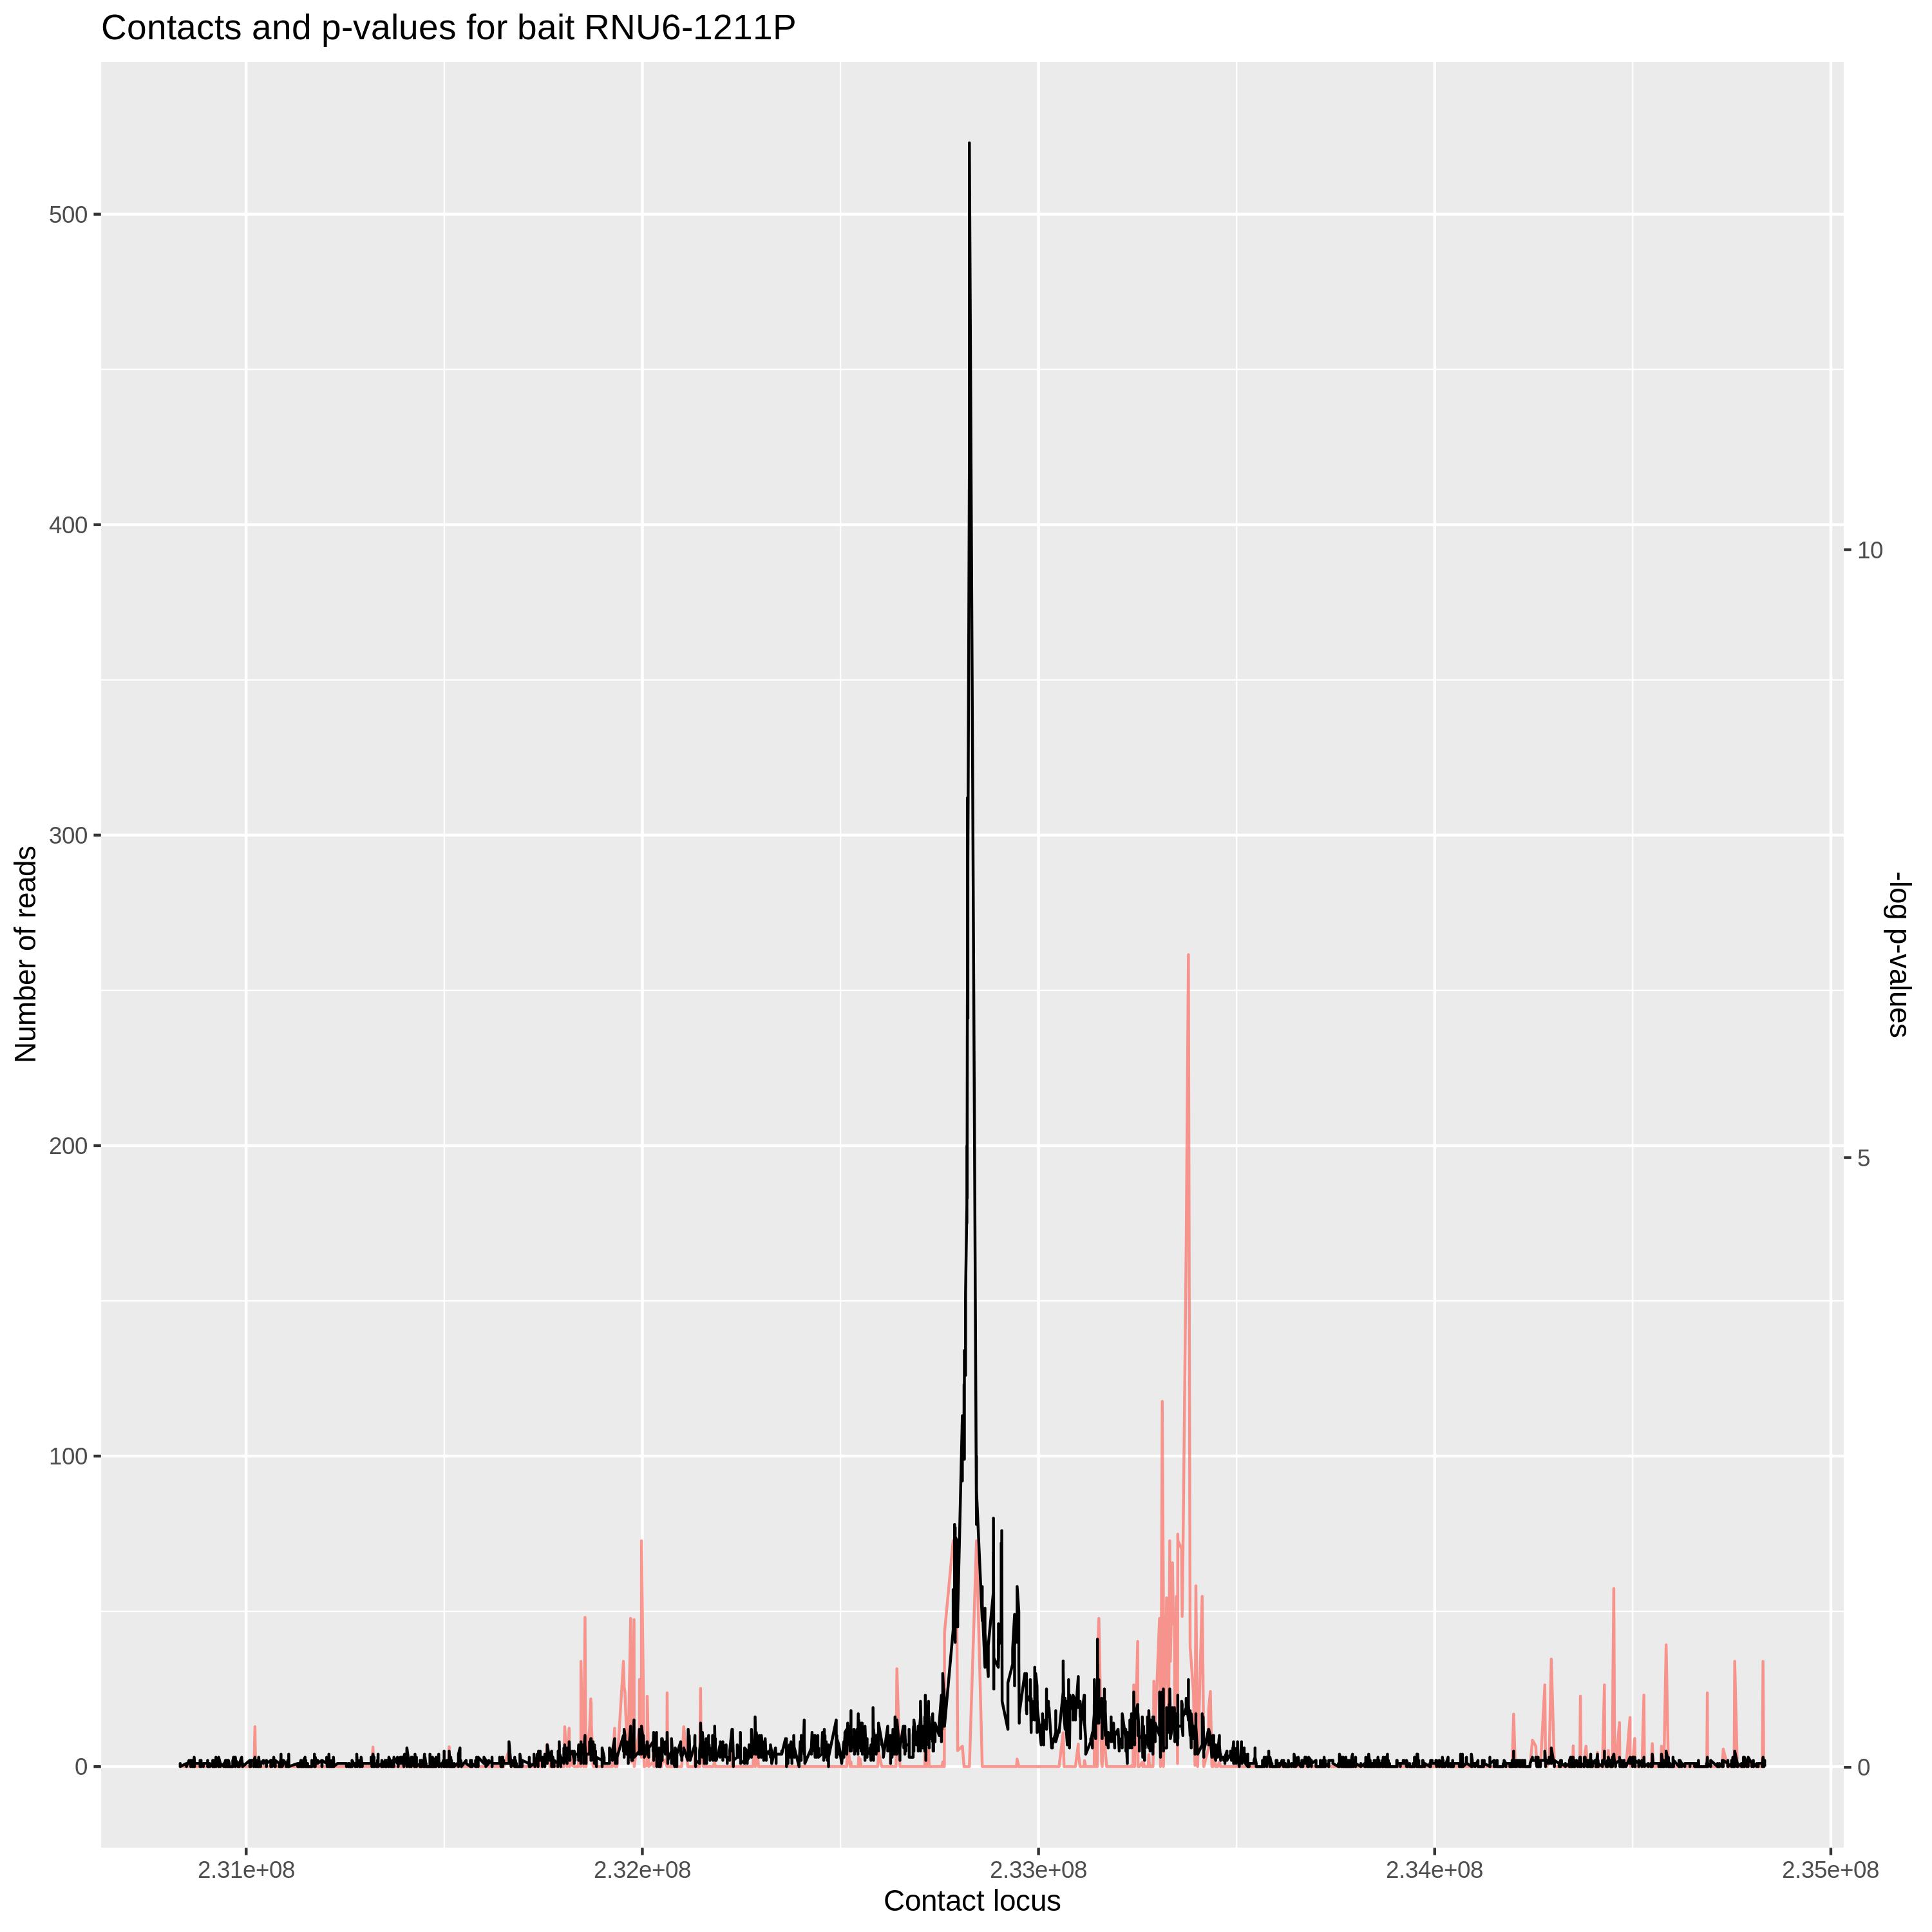 Contacts and p-values for bait RNU6-1211P
500
400
300
200
100
0
Number of reads
10
5
0
-log p-values
2.31e+08
2.32e+08
2.33e+08
2.34e+08
2.35e+08
Contact locus